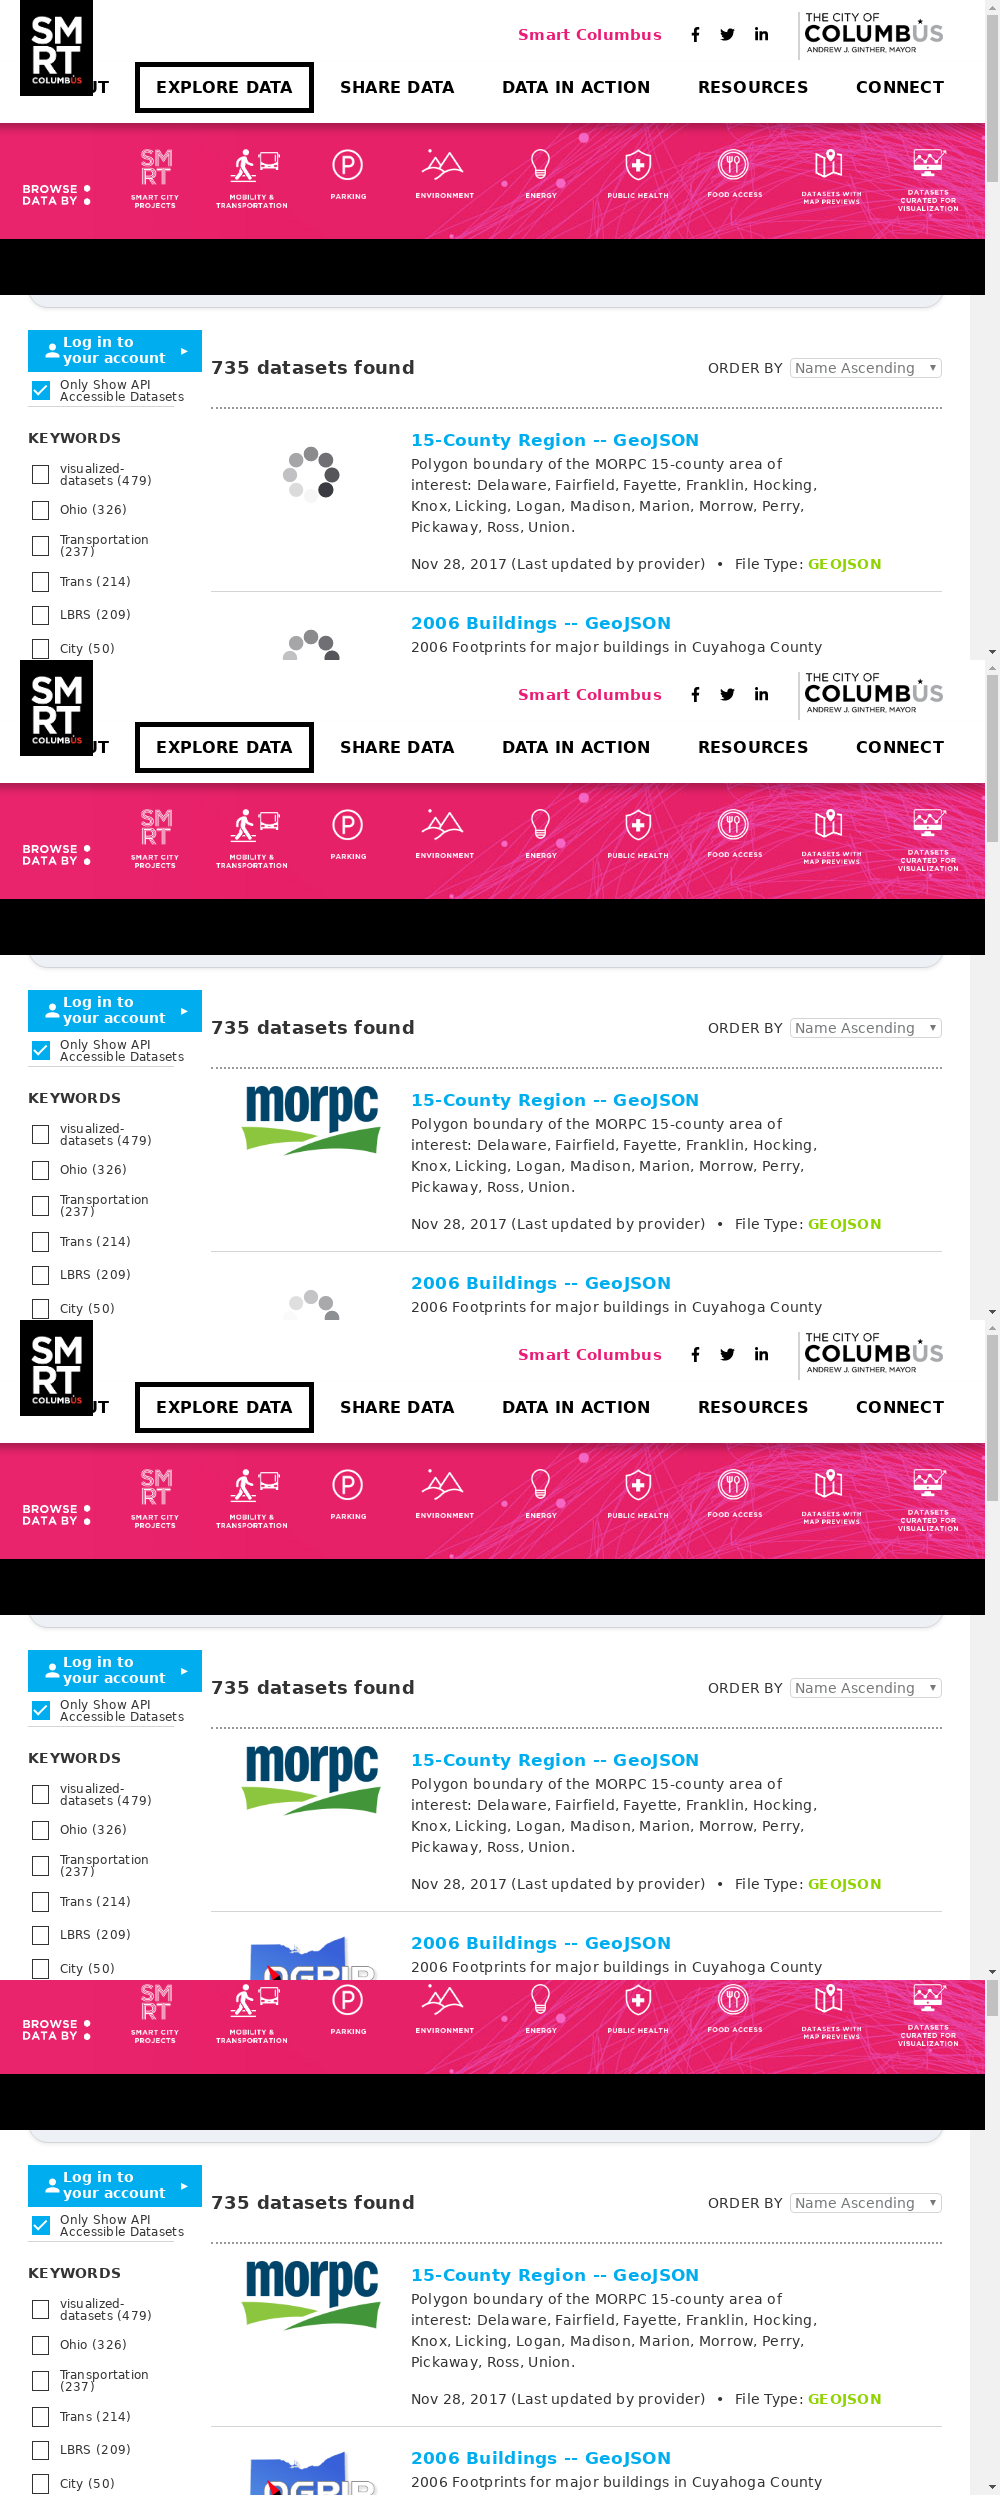 SM
RT
COLUMBUS
Smart Columbus
THE CITY OF
COLUMBUS
ANDREW J. GINTHER, MAYOR
UT
EXPLORE DATA
SHARE DATA
DATA IN ACTION
RESOURCES
CONNECT
BROWSE
DATA BY
SMRT
SMART CITY
PROJECTS
MOBILITY &
TRANSPORTATION
P
PARKING
ENVIRONMENT
ENERGY
PUBLIC HEALTH
FOOD ACCESS
DATASETS WITH
MAP PREVIEWS
DATASETS
CURATED FOR
VISUALIZATION
Log in to
your account
Only Show API
Accessible Datasets
KEYWORDS
visualized-
datasets (479)
Ohio (326)
Transportation
(237)
Trans (214)
LBRS (209)
City (50)
735 datasets found
ORDER BY Name Ascending
15-County Region -- GeoJSON
Polygon boundary of the MORPC 15-county area of
interest: Delaware, Fairfield, Fayette, Franklin, Hocking,
Knox, Licking, Logan, Madison, Marion, Morrow, Perry,
Pickaway, Ross, Union.
Nov 28, 2017 (Last updated by provider) • File Type: GEOJSON
2006 Buildings -- GeoJSON
2006 Footprints for major buildings in Cuyahoga County
SM
RT
COLUMBUS
Smart Columbus
THE CITY OF
COLUMBUS
ANDREW J. GINTHER, MAYOR
UT
EXPLORE DATA
SHARE DATA
DATA IN ACTION
RESOURCES
CONNECT
BROWSE
DATA BY
SMRT
SMART CITY
PROJECTS
MOBILITY &
TRANSPORTATION
P
PARKING
ENVIRONMENT
ENERGY
PUBLIC HEALTH
FOOD ACCESS
DATASETS WITH
MAP PREVIEWS
DATASETS
CURATED FOR
VISUALIZATION
Log in to
your account
Only Show API
Accessible Datasets
KEYWORDS
visualized-
datasets (479)
Ohio (326)
Transportation
(237)
Trans (214)
LBRS (209)
City (50)
735 datasets found
ORDER BY Name Ascending
morpc
15-County Region -- GeoJSON
Polygon boundary of the MORPC 15-county area of
interest: Delaware, Fairfield, Fayette, Franklin, Hocking,
Knox, Licking, Logan, Madison, Marion, Morrow, Perry,
Pickaway, Ross, Union.
Nov 28, 2017 (Last updated by provider) • File Type: GEOJSON
2006 Buildings -- GeoJSON
2006 Footprints for major buildings in Cuyahoga County
SM
RT
COLUMBUS
Smart Columbus
THE CITY OF
COLUMBUS
ANDREW J. GINTHER, MAYOR
UT
EXPLORE DATA
SHARE DATA
DATA IN ACTION
RESOURCES
CONNECT
BROWSE
DATA BY
SMRT
SMART CITY
PROJECTS
MOBILITY &
TRANSPORTATION
P
PARKING
ENVIRONMENT
ENERGY
PUBLIC HEALTH
FOOD ACCESS
DATASETS WITH
MAP PREVIEWS
DATASETS
CURATED FOR
VISUALIZATION
Log in to
your account
Only Show API
Accessible Datasets
KEYWORDS
visualized-
datasets (479)
Ohio (326)
Transportation
(237)
Trans (214)
LBRS (209)
City (50)
735 datasets found
ORDER BY Name Ascending
morpc
15-County Region -- GeoJSON
Polygon boundary of the MORPC 15-county area of
interest: Delaware, Fairfield, Fayette, Franklin, Hocking,
Knox, Licking, Logan, Madison, Marion, Morrow, Perry,
Pickaway, Ross, Union.
Nov 28, 2017 (Last updated by provider) • File Type: GEOJSON
OGRIP
2006 Buildings -- GeoJSON
2006 Footprints for major buildings in Cuyahoga County
BROWSE
DATA BY
SMRT
SMART CITY
PROJECTS
MOBILITY &
TRANSPORTATION
P
PARKING
ENVIRONMENT
ENERGY
PUBLIC HEALTH
FOOD ACCESS
DATASETS WITH
MAP PREVIEWS
DATASETS
CURATED FOR
VISUALIZATION
Log in to
your account
Only Show API
Accessible Datasets
KEYWORDS
visualized-
datasets (479)
Ohio (326)
Transportation
(237)
Trans (214)
LBRS (209)
City (50)
735 datasets found
ORDER BY Name Ascending
morpc
15-County Region -- GeoJSON
Polygon boundary of the MORPC 15-county area of
interest: Delaware, Fairfield, Fayette, Franklin, Hocking,
Knox, Licking, Logan, Madison, Marion, Morrow, Perry,
Pickaway, Ross, Union.
Nov 28, 2017 (Last updated by provider) • File Type: GEOJSON
OGRIP
2006 Buildings -- GeoJSON
2006 Footprints for major buildings in Cuyahoga County